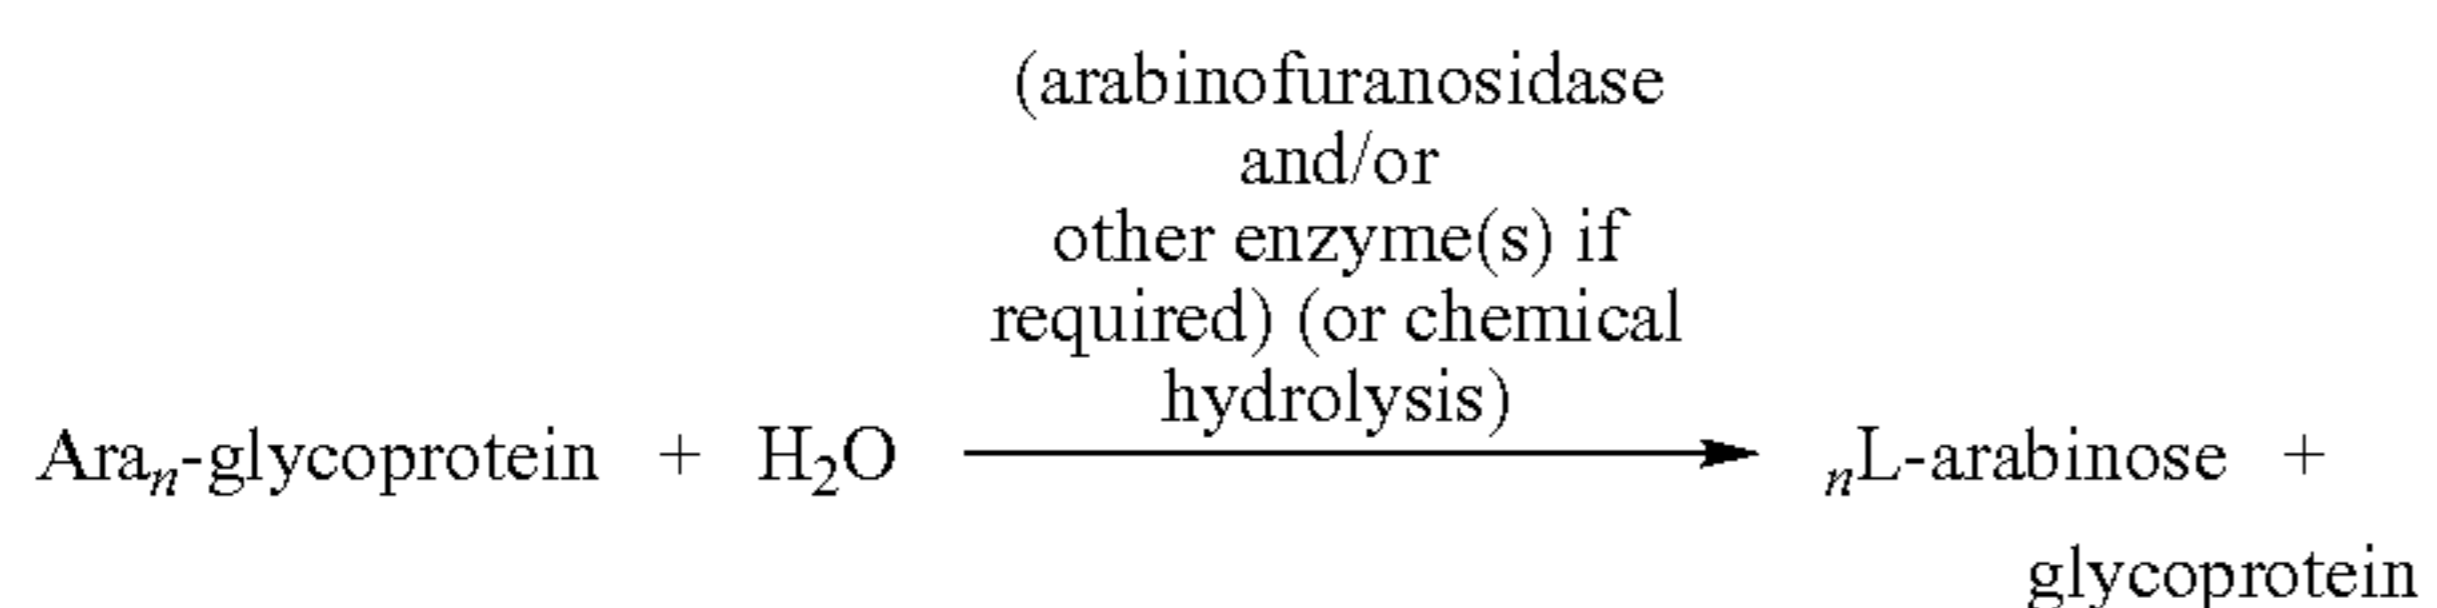 (arabinofuranosidase
and/or
other enzyme(s) if
required) (or chemical
hydrolysis)
Araₙ-glycoprotein + H₂O ⟶ ₙL-arabinose +
glycoprotein